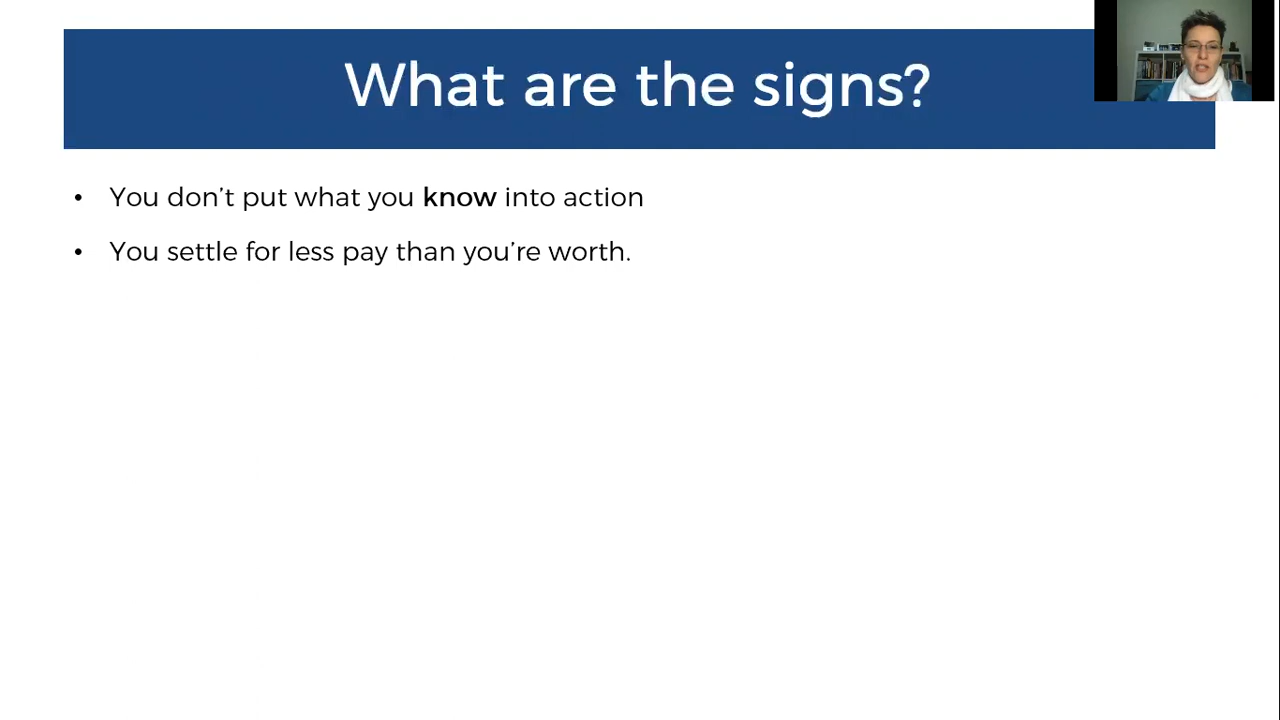 What are the signs?
• You don’t put what you know into action
• You settle for less pay than you’re worth.